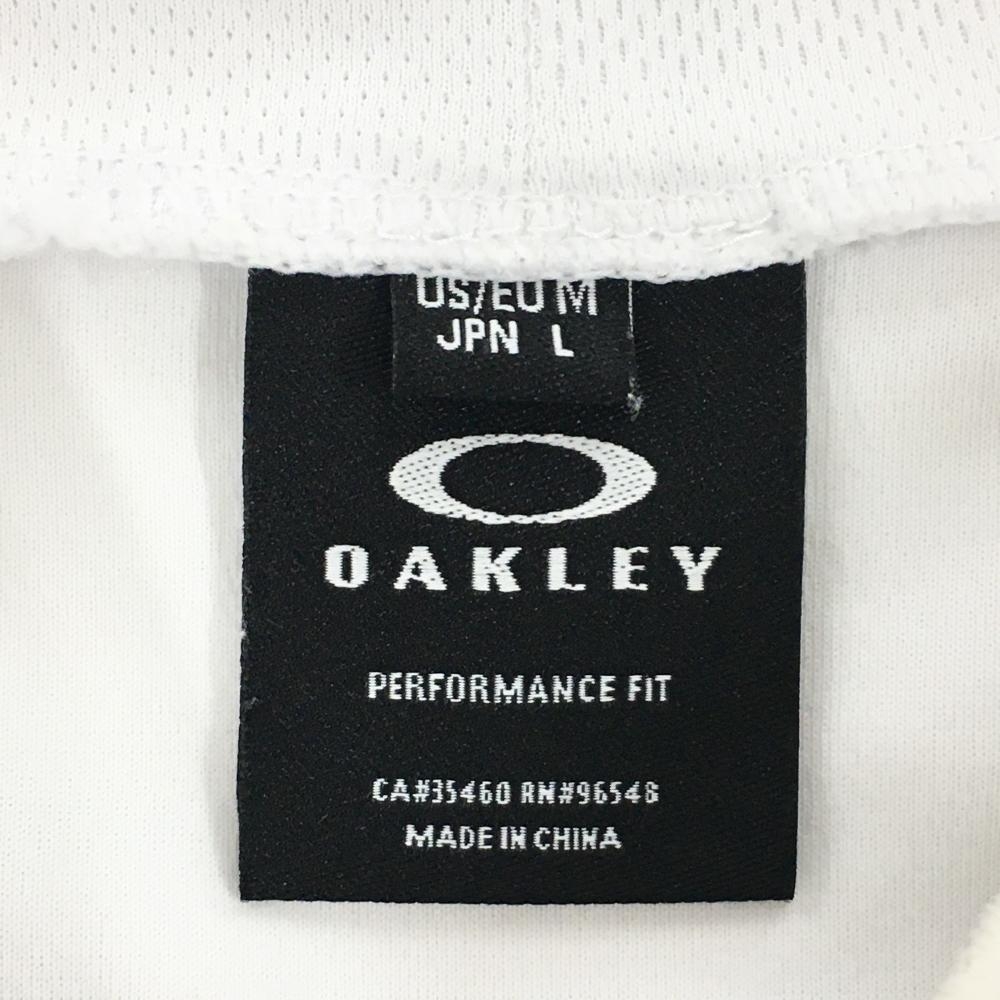 US/EU M
JPN L
OAKLEY
PERFORMANCE FIT
CA#35460 RN#96548
MADE IN CHINA